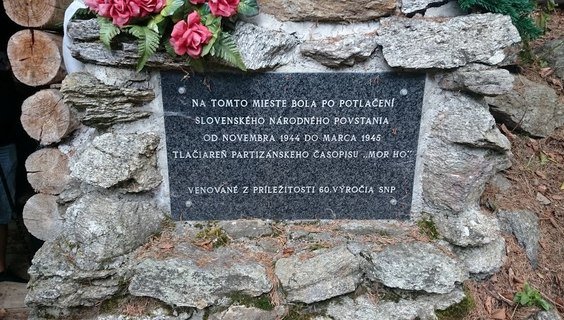 NA TOMTO MIESTE BOLA PO POTLAČENÍ
SLOVENSKÉHO NÁRODNÉHO POVSTANIA
OD NOVEMBRA 1944 DO MARCA 1945
TLAČIAREŇ PARTIZÁNSKEHO ČASOPISU „MOR HO"
VENOVANÉ Z PRÍLEŽITOSTI 60. VÝROČIA SNP